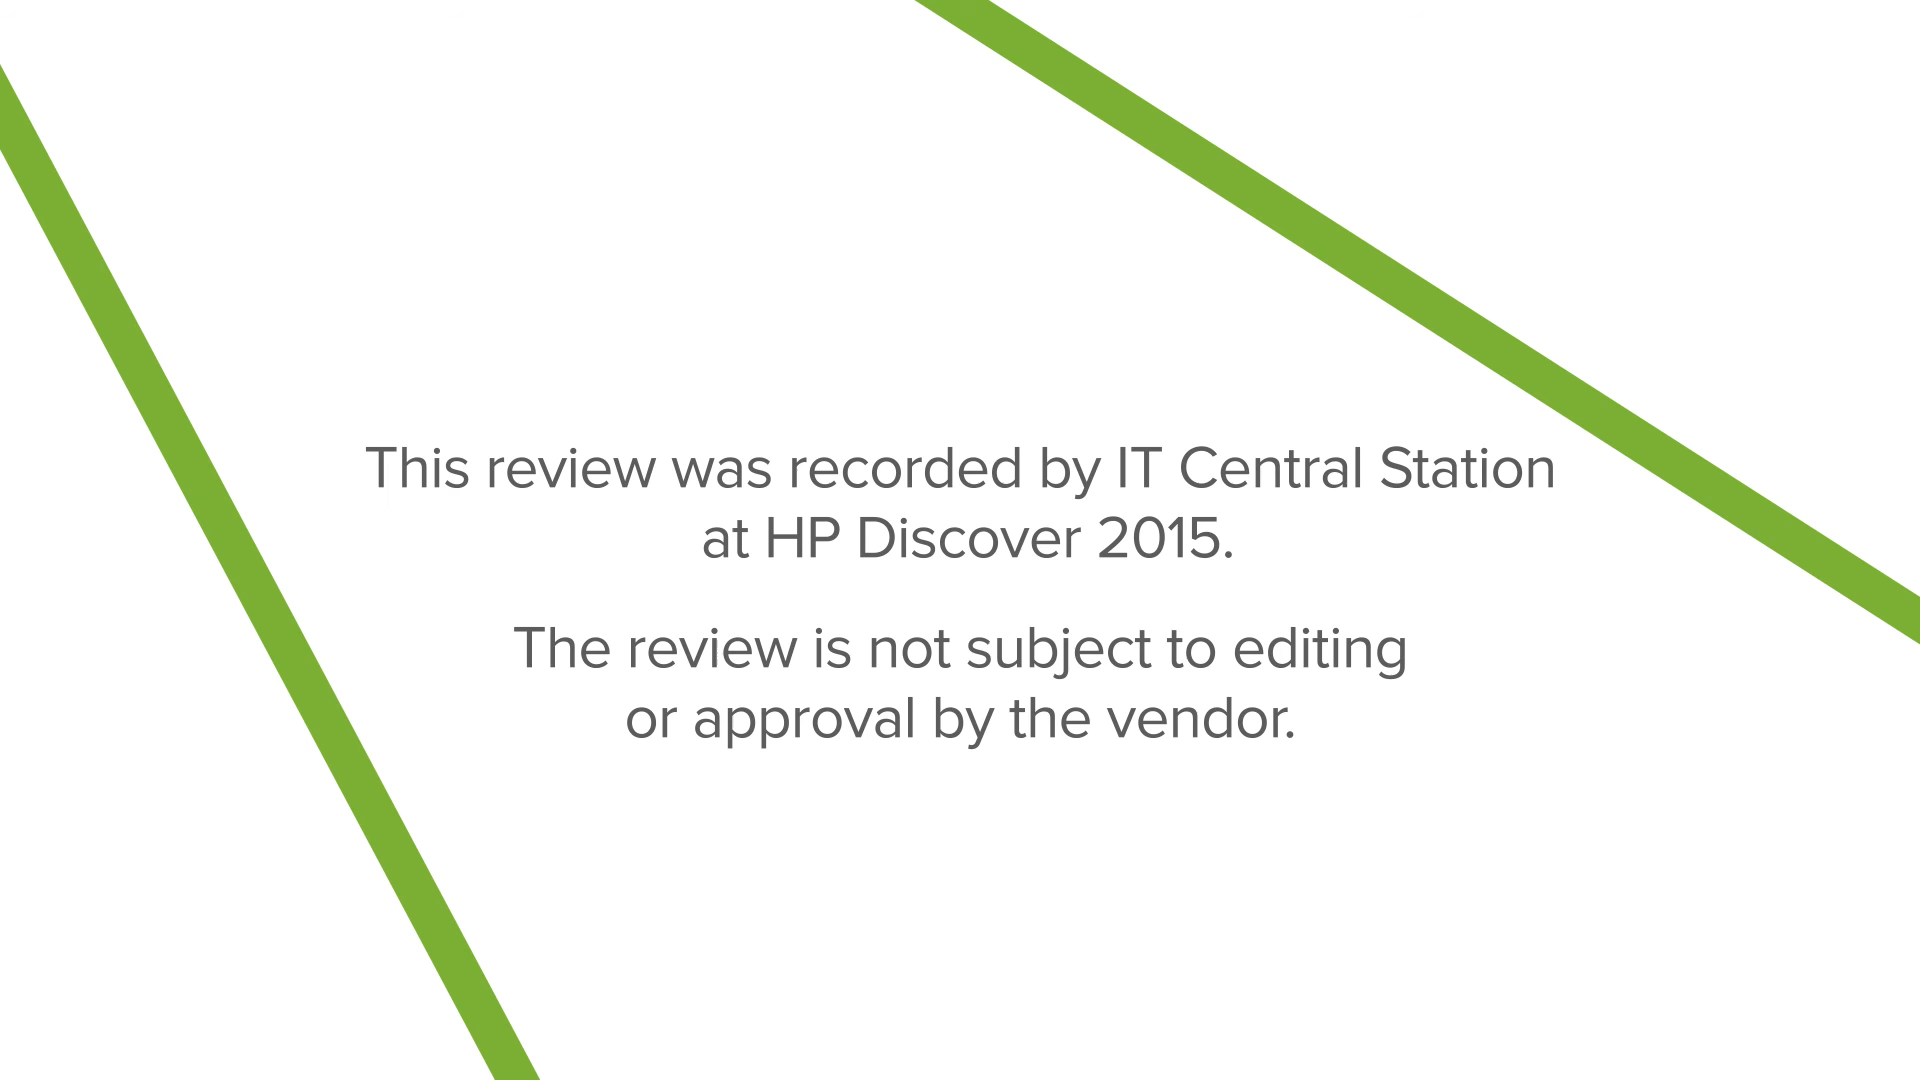 This review was recorded by IT Central Station
at HP Discover 2015.
The review is not subject to editing
or approval by the vendor.